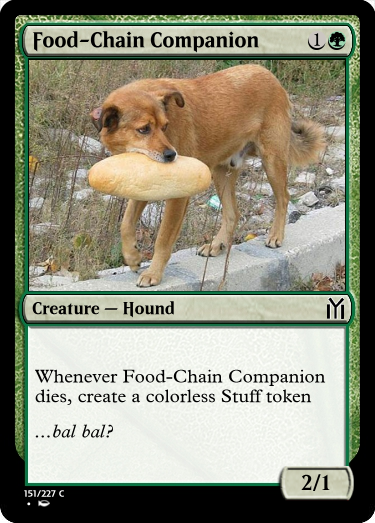 Food-Chain Companion 1
Creature — Hound
Whenever Food-Chain Companion
dies, create a colorless Stuff token
...bal bal?
2/1
151/227 C